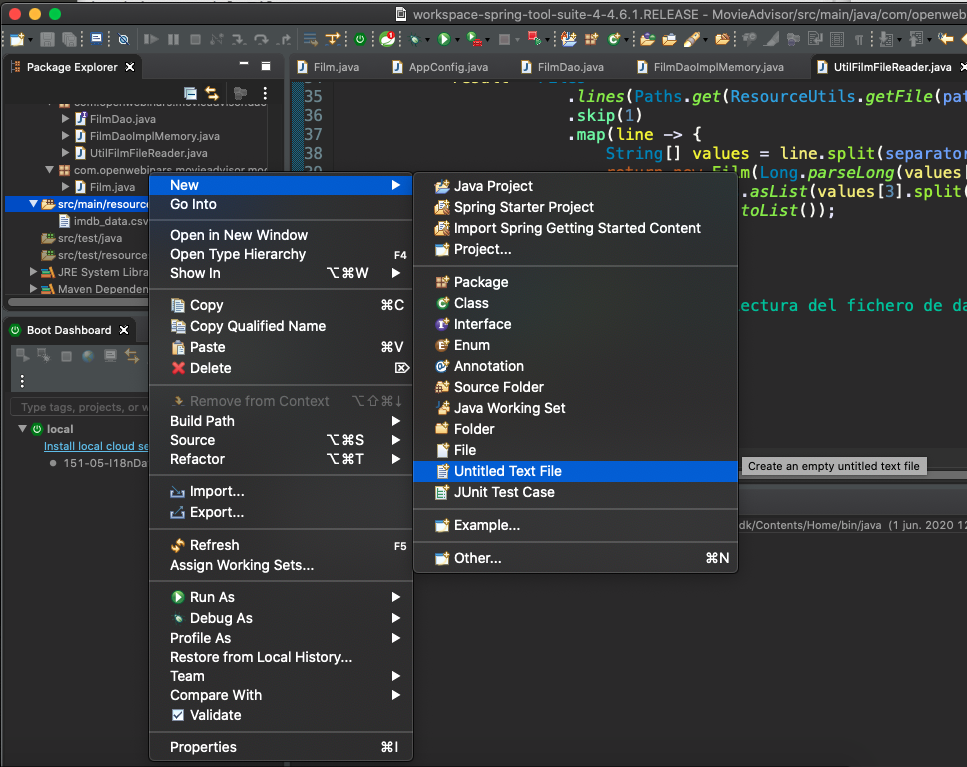 workspace-spring-tool-suite-4-4.6.1.RELEASE - MovieAdvisor/src/main/java/com/openweb
Package Explorer
Film.java
AppConfig.java
FilmDao.java
FilmDaoImplMemory.java
UtilFilmFileReader.java
FilmDao.java
FilmDaoImplMemory.java
UtilFilmFileReader.java
com.openwebinars.movieadvisor.mod
Film.java
src/main/resource
imdb_data.csv
src/test/java
src/test/resource
JRE System Libra
Maven Dependen
35 .lines(Paths.get(ResourceUtils.getFile(pat
36 .skip(1)
37 .map(line -> {
38 String[] values = line.split(separator
39 return new Film(Long.parseLong(values[
.asList(values[3].split(
toList());
ectura del fichero de da
Boot Dashboard
Type tags, projects, or w
local
Install local cloud se
151-05-I18nDa
New
Go Into
Open in New Window
Open Type Hierarchy F4
Show In ⌥⌘W
Copy ⌘C
Copy Qualified Name
Paste ⌘V
Delete ⌦
Remove from Context ⌥⇧⌘↓
Build Path
Source ⌥⌘S
Refactor ⌥⌘T
Import...
Export...
Refresh F5
Assign Working Sets...
Run As
Debug As
Profile As
Restore from Local History...
Team
Compare With
Validate
Properties ⌘I
Java Project
Spring Starter Project
Import Spring Getting Started Content
Project...
Package
Class
Interface
Enum
Annotation
Source Folder
Java Working Set
Folder
File
Untitled Text File
JUnit Test Case
Example...
Other... ⌘N
Create an empty untitled text file
dk/Contents/Home/bin/java (1 jun. 2020 12